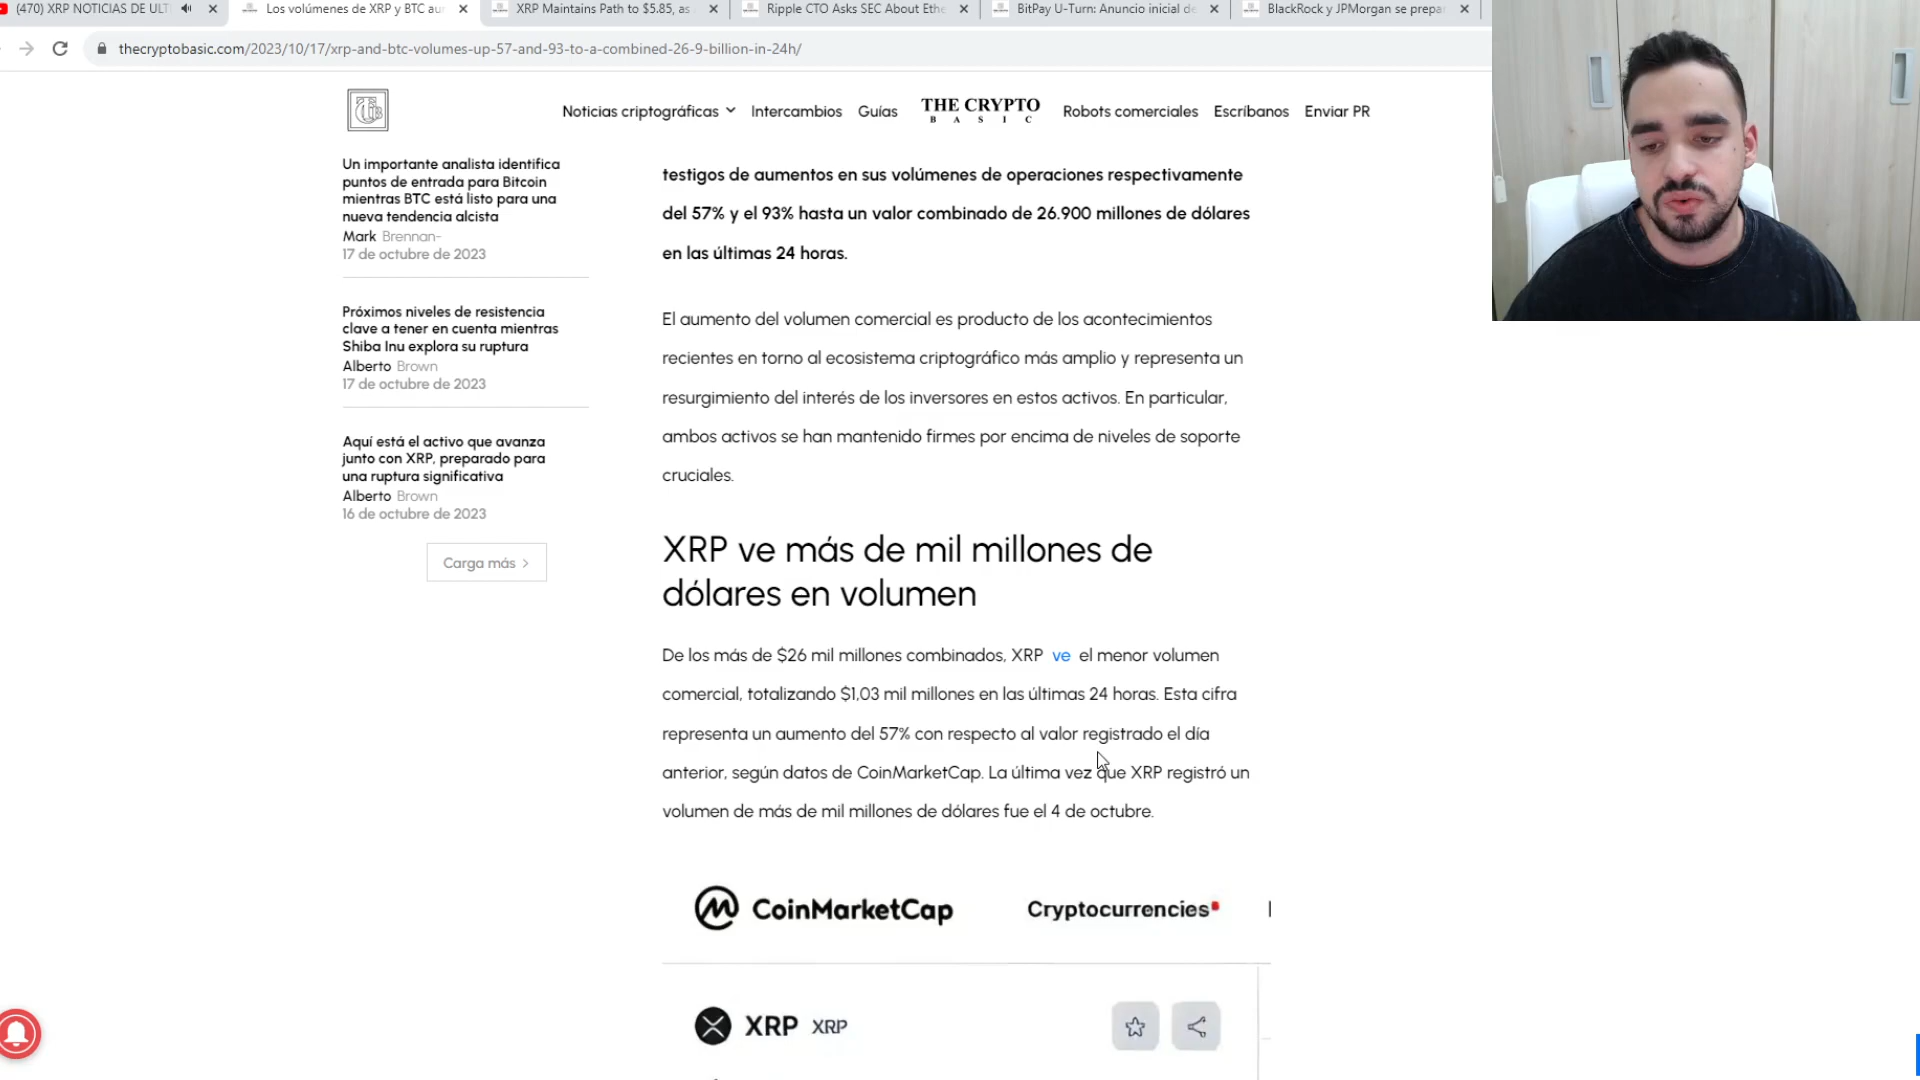 (470) XRP NOTICIAS DE ULT
Los volúmenes de XRP y BTC au
XRP Maintains Path to $5.85, as
Ripple CTO Asks SEC About Ethe
BitPay U-Turn: Anuncio inicial de
BlackRock y JPMorgan se prepar
thecryptobasic.com/2023/10/17/xrp-and-btc-volumes-up-57-and-93-to-a-combined-26-9-billion-in-24h/
Noticias criptográficas
Intercambios
Guías
THE CRYPTO
BASIC
Robots comerciales
Escríbanos
Enviar PR
Un importante analista identifica
puntos de entrada para Bitcoin
mientras BTC está listo para una
nueva tendencia alcista
Mark Brennan-
17 de octubre de 2023
Próximos niveles de resistencia
clave a tener en cuenta mientras
Shiba Inu explora su ruptura
Alberto Brown
17 de octubre de 2023
Aquí está el activo que avanza
junto con XRP, preparado para
una ruptura significativa
Alberto Brown
16 de octubre de 2023
Carga más
testigos de aumentos en sus volúmenes de operaciones respectivamente
del 57% y el 93% hasta un valor combinado de 26.900 millones de dólares
en las últimas 24 horas.
El aumento del volumen comercial es producto de los acontecimientos
recientes en torno al ecosistema criptográfico más amplio y representa un
resurgimiento del interés de los inversores en estos activos. En particular,
ambos activos se han mantenido firmes por encima de niveles de soporte
cruciales.
XRP ve más de mil millones de
dólares en volumen
De los más de $26 mil millones combinados, XRP ve el menor volumen
comercial, totalizando $1,03 mil millones en las últimas 24 horas. Esta cifra
representa un aumento del 57% con respecto al valor registrado el día
anterior, según datos de CoinMarketCap. La última vez que XRP registró un
volumen de más de mil millones de dólares fue el 4 de octubre.
CoinMarketCap
Cryptocurrencies
XRP XRP